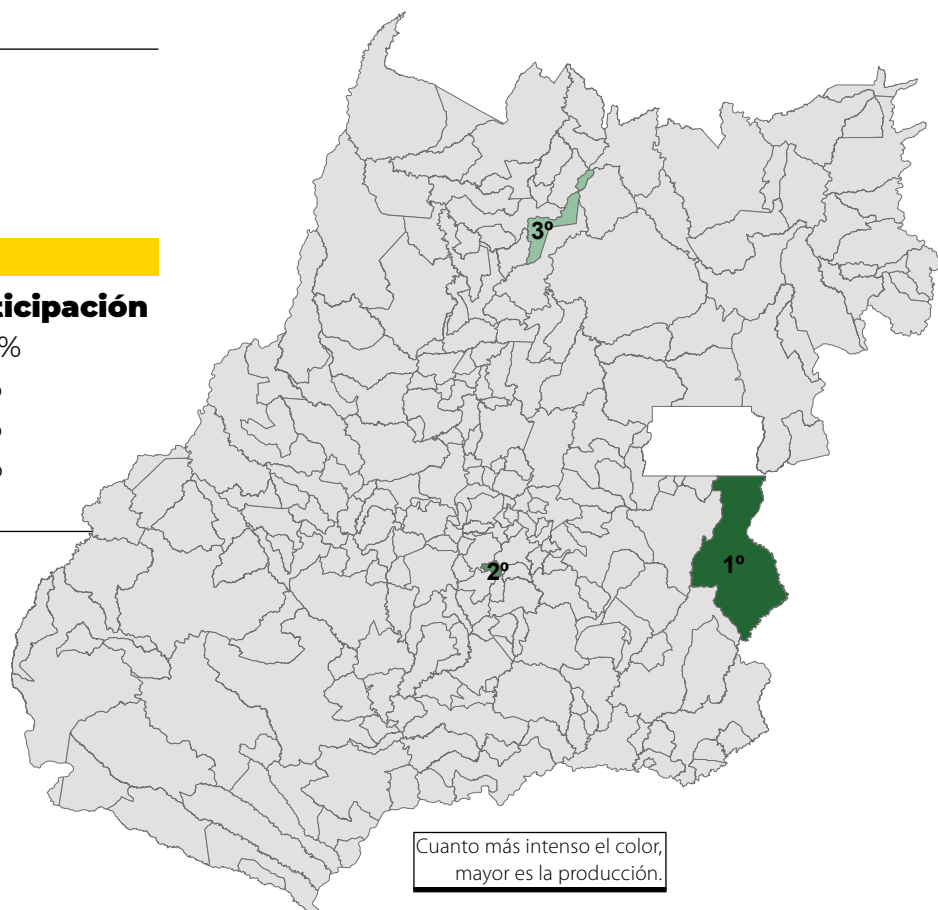 ticipación
%
3º
1º
2º
Cuanto más intenso el color,
mayor es la producción.